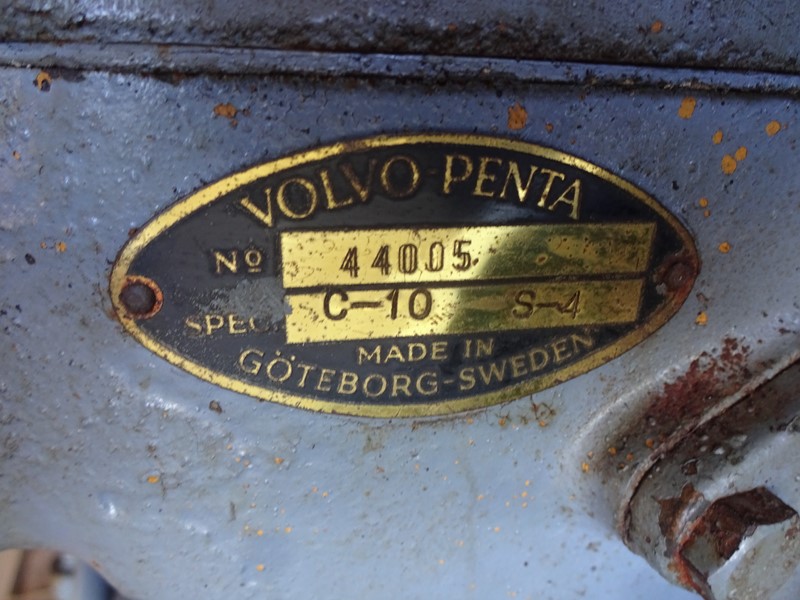 VOLVO-PENTA
Nº 44005
SPEC. C-10 S-4
MADE IN
GÖTEBORG-SWEDEN